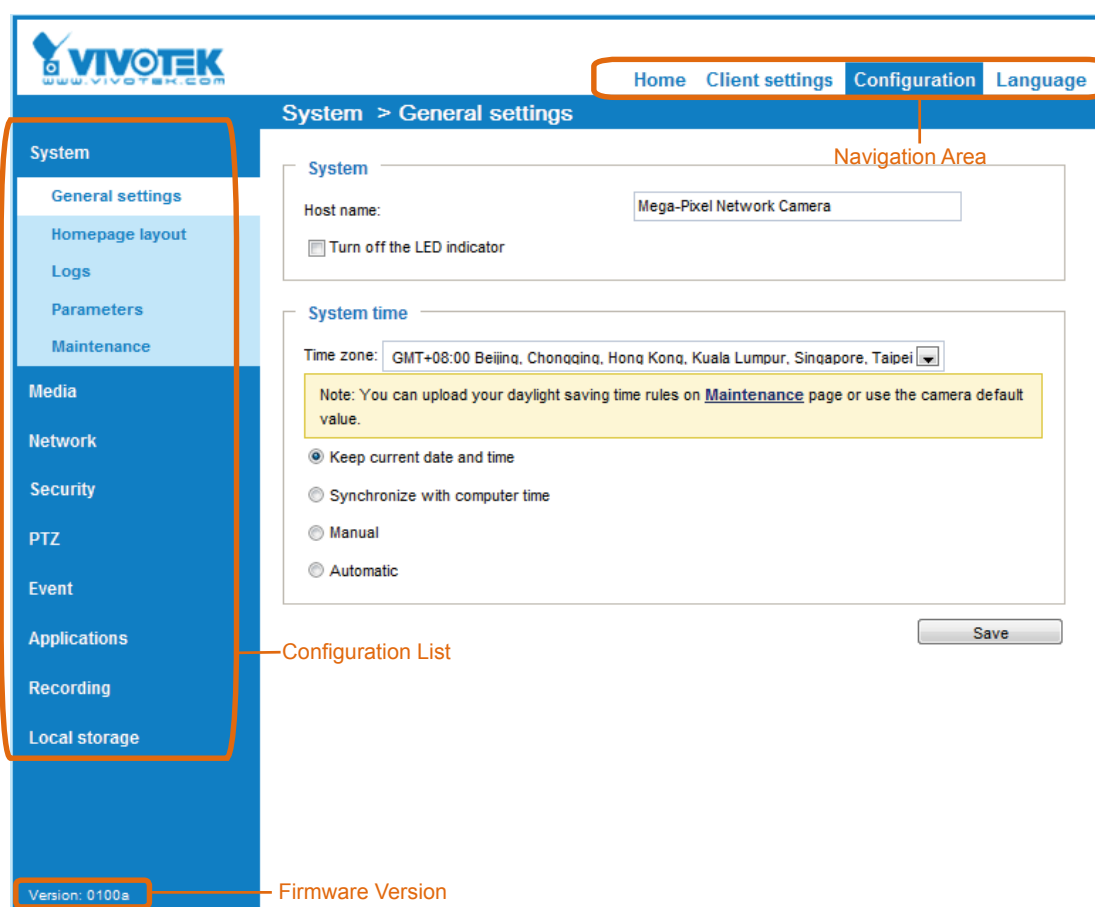 VIVOTEK
www.vivotek.com
Home Client settings Configuration Language
System > General settings
Navigation Area
System
General settings
Homepage layout
Logs
Parameters
Maintenance
Media
Network
Security
PTZ
Event
Applications
Recording
Local storage
Configuration List
Version: 0100a
Firmware Version
System
Host name: Mega-Pixel Network Camera
Turn off the LED indicator
System time
Time zone: GMT+08:00 Beijing, Chongqing, Hong Kong, Kuala Lumpur, Singapore, Taipei
Note: You can upload your daylight saving time rules on Maintenance page or use the camera default
value.
Keep current date and time
Synchronize with computer time
Manual
Automatic
Save